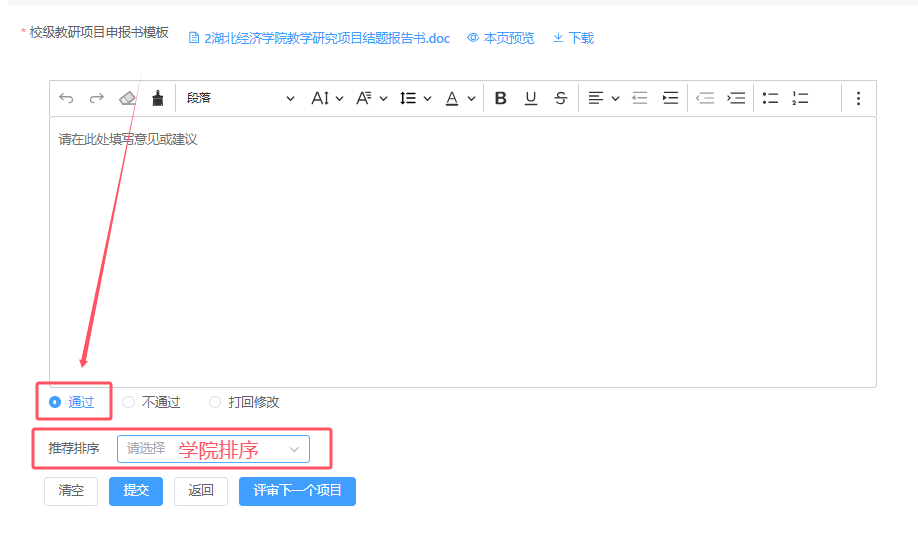 * 校级教研项目申报书模板 2湖北经济学院教学研究项目结题报告书.doc 本页预览 下载
段落 A A A B U S
请在此处填写意见或建议
通过 不通过 打回修改
推荐排序 请选择 学院排序
清空 提交 返回 评审下一个项目